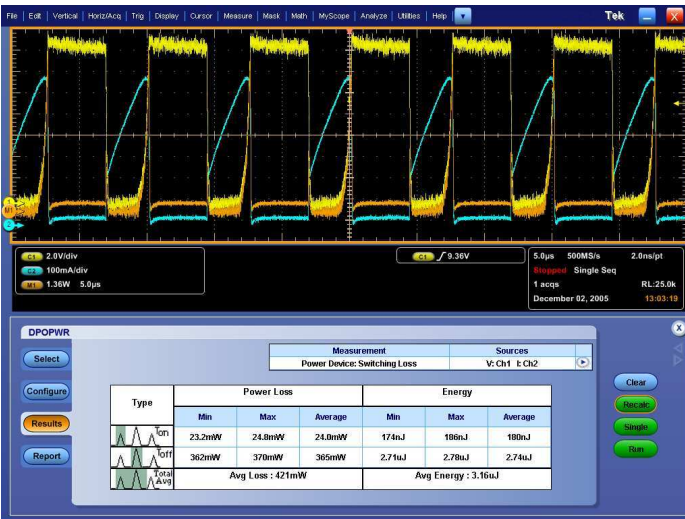 File | Edit | Vertical | Horiz/Acq | Trig | Display | Cursor | Measure | Mask | Math | MyScope | Analyze | Utilities | Help
Tek
C1 2.0V/div
C2 100mA/div
M1 1.36W 5.0µs
C1 9.36V
5.0µs 500MS/s 2.0ns/pt
Stopped Single Seq
1 acqs RL:25.0k
December 02, 2005 13:03:19
DPOPWR
Select
Configure
Results
Report
Measurement Sources
Power Device: Switching Loss V: Ch1 I: Ch2
Type Power Loss Energy
Min Max Average Min Max Average
Ton 23.2mW 24.8mW 24.0mW 174nJ 186nJ 180nJ
Toff 362mW 370mW 365mW 2.71uJ 2.78uJ 2.74uJ
Total Avg Avg Loss : 421mW Avg Energy : 3.16uJ
Clear
Recalc
Single
Run